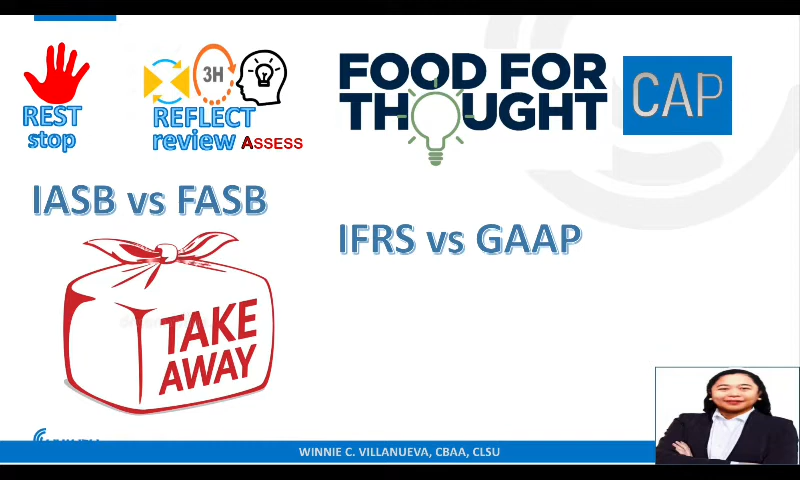 REST
stop
3H
REFLECT
review ASSESS
FOOD FOR
THOUGHT
CAP
IASB vs FASB
IFRS vs GAAP
TAKE
AWAY
WINNIE C. VILLANUEVA, CBAA, CLSU